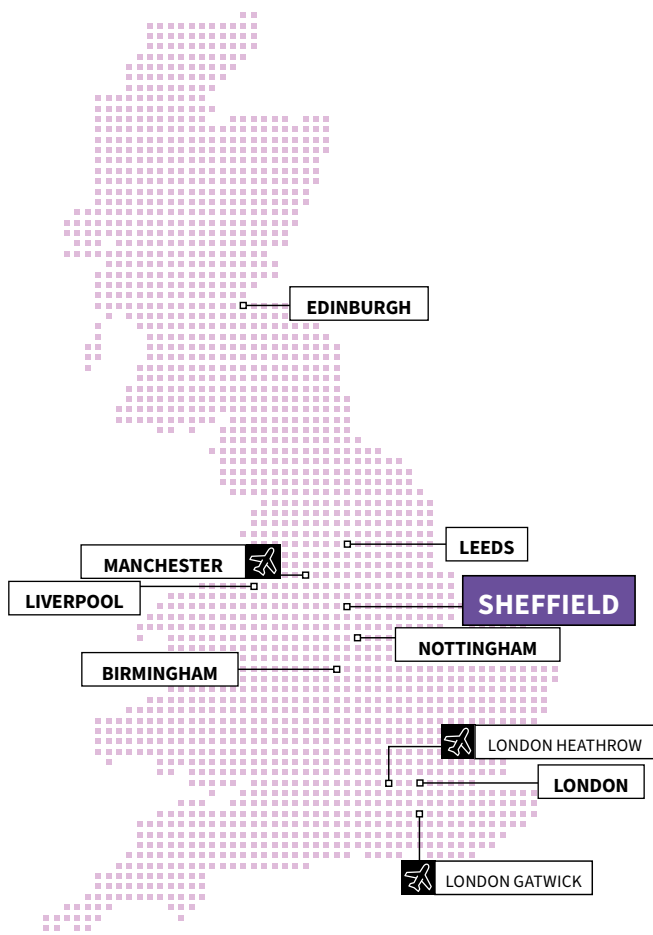 EDINBURGH
LEEDS
MANCHESTER
LIVERPOOL
SHEFFIELD
NOTTINGHAM
BIRMINGHAM
LONDON HEATHROW
LONDON
LONDON GATWICK